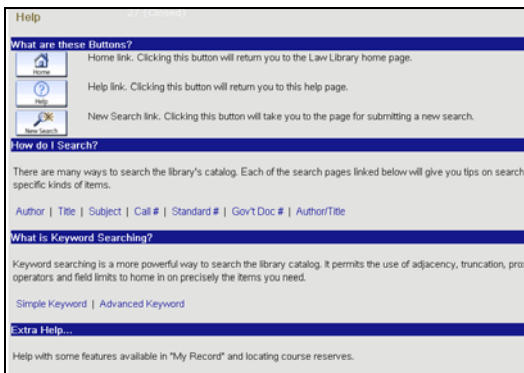 Help
What are these Buttons?
Home link. Clicking this button will return you to the Law Library home page.
Home
Help link. Clicking this button will return you to this help page.
Help
New Search link. Clicking this button will take you to the page for submitting a new search.
New Search
How do I Search?
There are many ways to search the library's catalog. Each of the search pages linked below will give you tips on search
specific kinds of items.
Author | Title | Subject | Call # | Standard # | Gov't Doc # | Author/Title
What is Keyword Searching?
Keyword searching is a more powerful way to search the library catalog. It permits the use of adjacency, truncation,
operators and field limits to home in on precisely the items you need.
Simple Keyword | Advanced Keyword
Extra Help...
Help with some features available in "My Record" and locating course reserves.